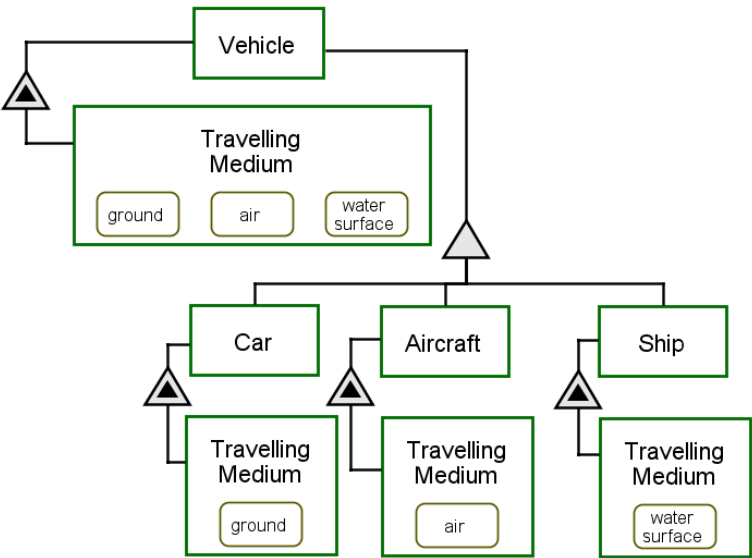 Vehicle
Travelling
Medium
ground
air
water
surface
Car
Aircraft
Ship
Travelling
Medium
ground
Travelling
Medium
air
Travelling
Medium
water
surface